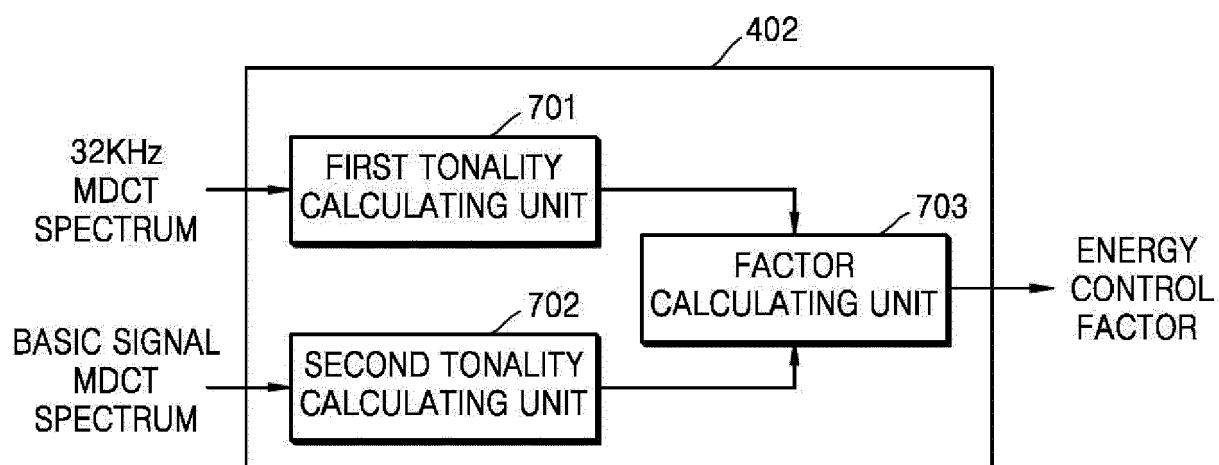 402
701
32KHz
MDCT
SPECTRUM
FIRST TONALITY
CALCULATING UNIT
703
FACTOR
CALCULATING UNIT
ENERGY
CONTROL
FACTOR
702
BASIC SIGNAL
MDCT
SPECTRUM
SECOND TONALITY
CALCULATING UNIT